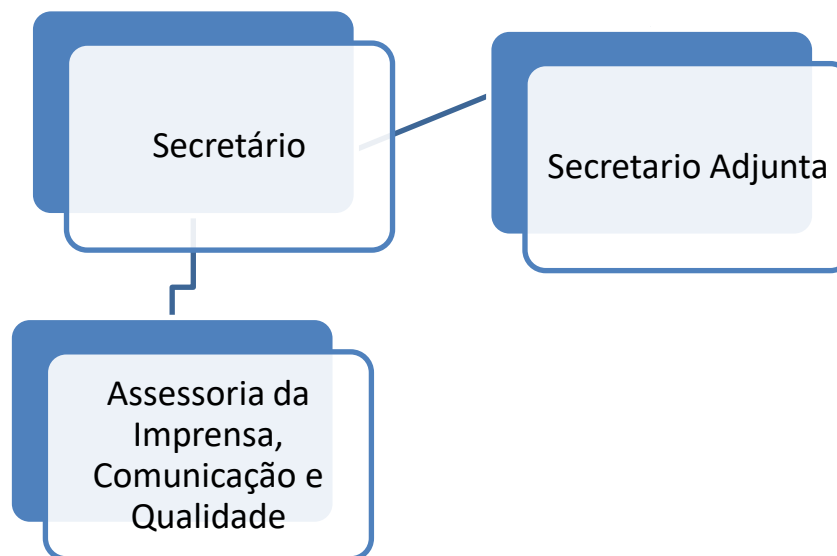 Secretário
Secretario Adjunta
Assessoria da
Imprensa,
Comunicação e
Qualidade